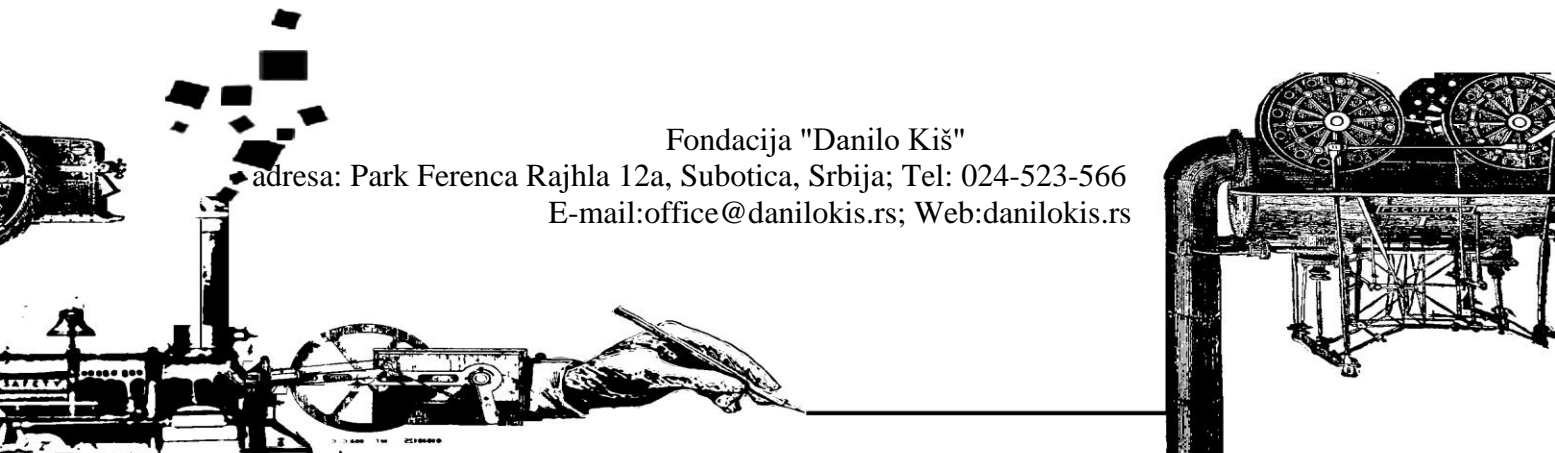 Fondacija "Danilo Kiš"
adresa: Park Ferenca Rajhla 12a, Subotica, Srbija; Tel: 024-523-566
E-mail:office@danilokis.rs; Web:danilokis.rs